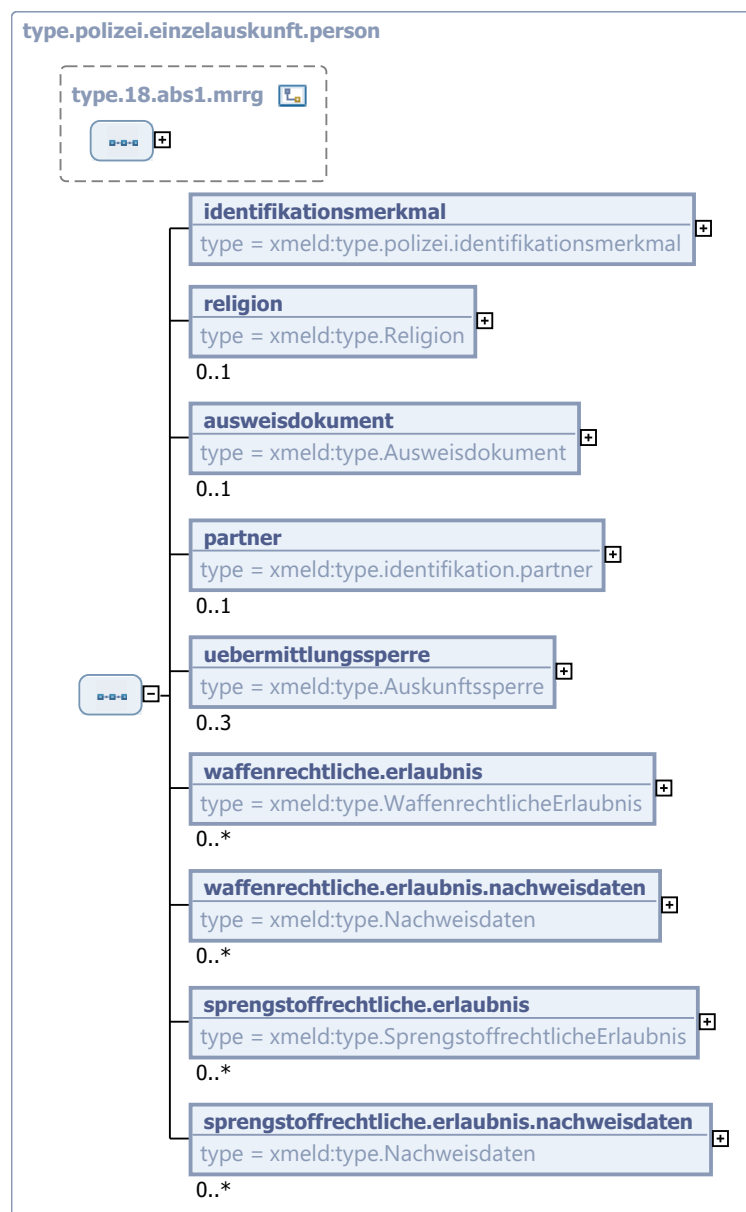 type.polizei.einzelauskunft.person
type.18.abs1.mrrg
identifikationsmerkmal
type = xmeld:type.polizei.identifikationsmerkmal
religion
type = xmeld:type.Religion
0..1
ausweisdokument
type = xmeld:type.Ausweisdokument
0..1
partner
type = xmeld:type.identifikation.partner
0..1
uebermittlungssperre
type = xmeld:type.Auskunftssperre
0..3
waffenrechtliche.erlaubnis
type = xmeld:type.WaffenrechtlicheErlaubnis
0..*
waffenrechtliche.erlaubnis.nachweisdaten
type = xmeld:type.Nachweisdaten
0..*
sprengstoffrechtliche.erlaubnis
type = xmeld:type.SprengstoffrechtlicheErlaubnis
0..*
sprengstoffrechtliche.erlaubnis.nachweisdaten
type = xmeld:type.Nachweisdaten
0..*